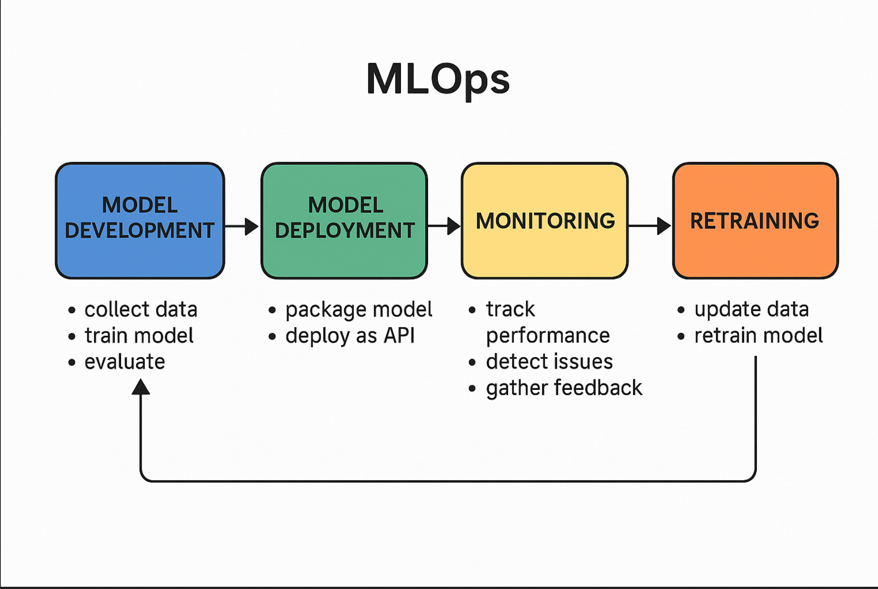 MLOps
MODEL
DEVELOPMENT
MODEL
DEPLOYMENT
MONITORING
RETRAINING
• collect data
• train model
• evaluate
• package model
• deploy as API
• track
performance
• detect issues
• gather feedback
• update data
• retrain model